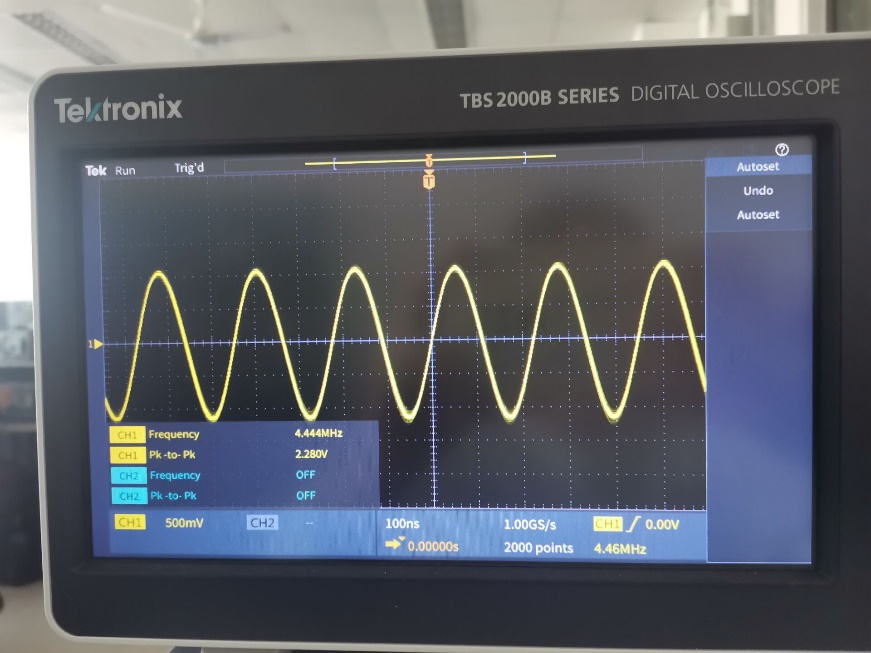 Tektronix
TBS 2000B SERIES DIGITAL OSCILLOSCOPE
Tek Run Trig'd
?
T
T
Autoset
Undo
Autoset
1
CH1 Frequency 4.444MHz
CH1 Pk-to-Pk 2.280V
CH2 Frequency OFF
CH2 Pk-to-Pk OFF
CH1 500mV CH2 -- 100ns 1.00GS/s CH1 0.00V
0.00000s 2000 points 4.46MHz